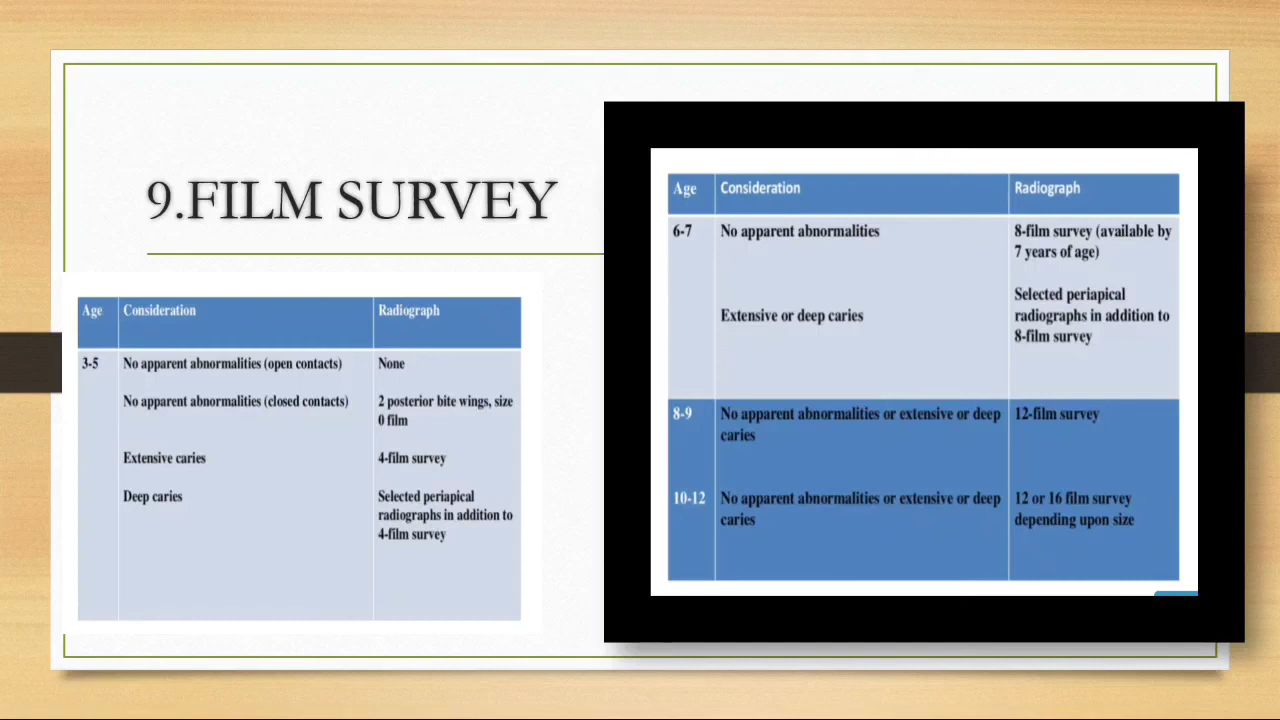 9.FILM SURVEY
Age Consideration Radiograph
3-5 No apparent abnormalities (open contacts) None
No apparent abnormalities (closed contacts) 2 posterior bite wings, size
0 film
Extensive caries 4-film survey
Deep caries Selected periapical
radiographs in addition to
4-film survey
Age Consideration Radiograph
6-7 No apparent abnormalities 8-film survey (available by
7 years of age)
Selected periapical
Extensive or deep caries radiographs in addition to
8-film survey
8-9 No apparent abnormalities or extensive or deep 12-film survey
caries
10-12 No apparent abnormalities or extensive or deep 12 or 16 film survey
caries depending upon size